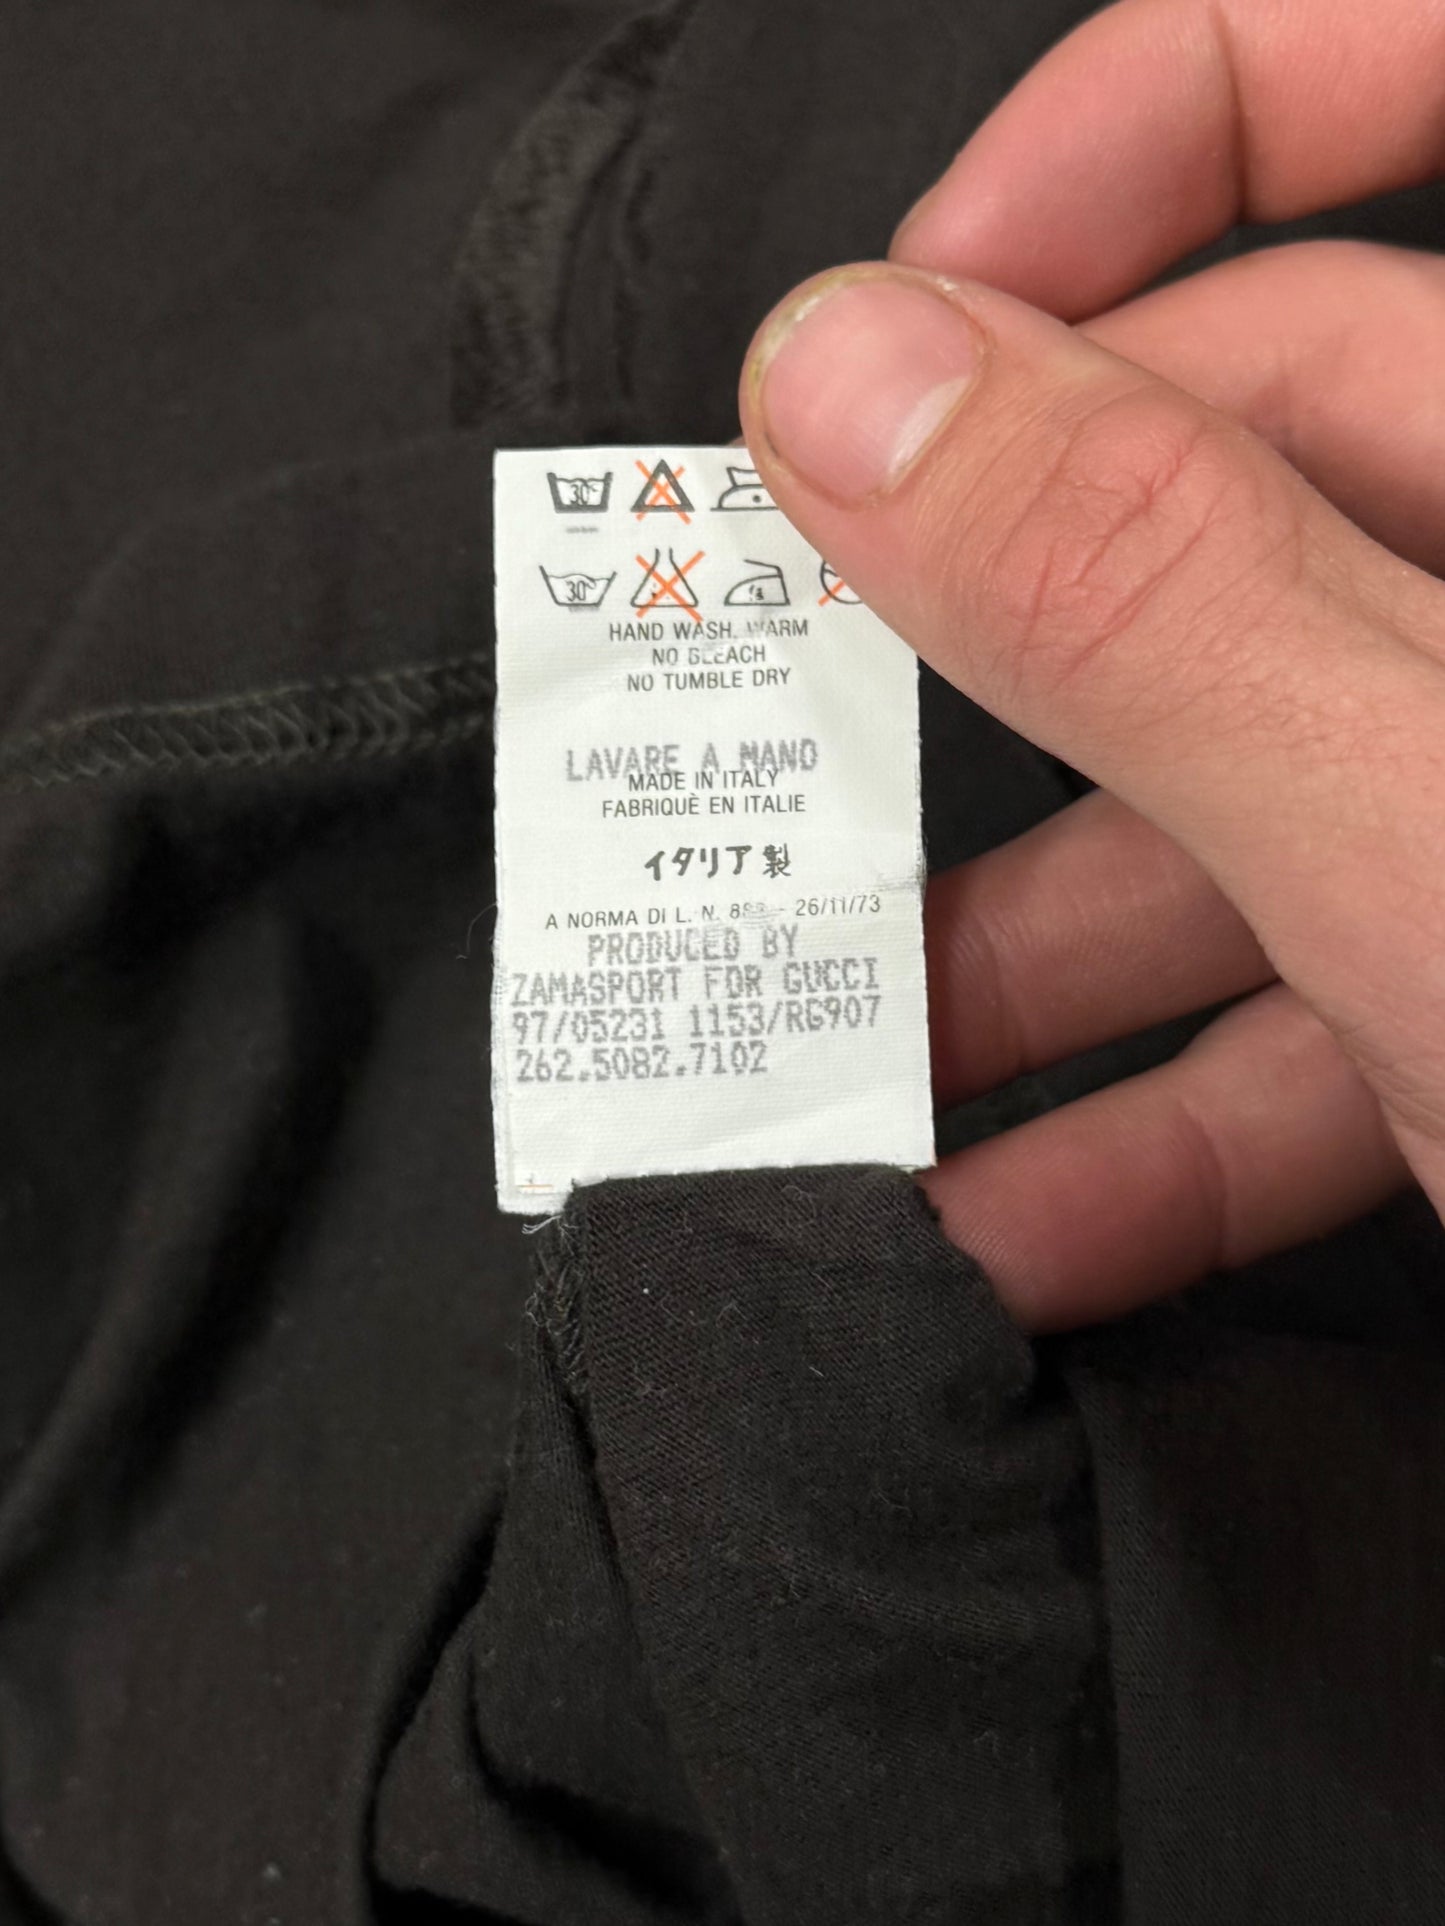 30°
30°
HAND WASH. WARM
NO BLEACH
NO TUMBLE DRY
LAVARE A MANO
MADE IN ITALY
FABRIQUÈ EN ITALIE
イタリア製
A NORMA DI L. N. - 26/11/73
PRODUCED BY
ZAMASPORT FOR GUCCI
97/05231 1153/RG907
262.5082.7102